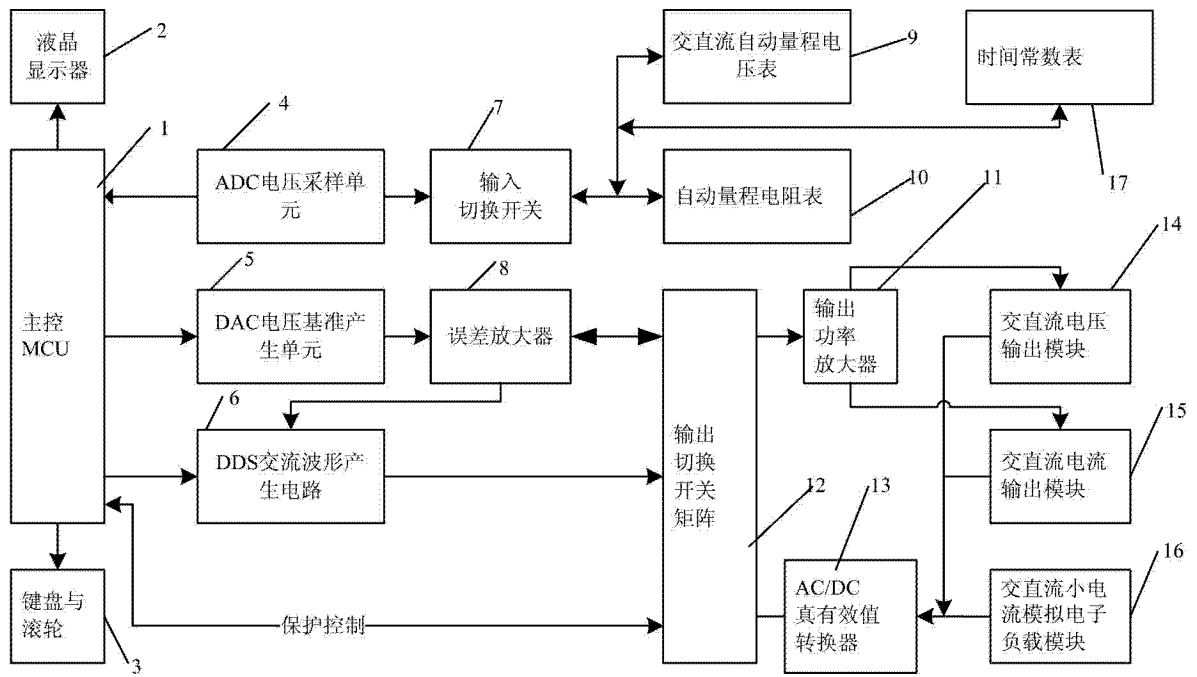 液晶
显示器
2
交直流自动量程电
压表
9
时间常数表
1
4
7
17
ADC电压采样单
元
输入
切换开关
自动量程电阻表
10
11
14
5
8
主控
MCU
DAC电压基准产
生单元
误差放大器
输出
功率
放大器
交直流电压
输出模块
6
15
DDS交流波形产
生电路
输出
切换
开关
矩阵
12
13
交直流电流
输出模块
16
键盘与
滚轮
3
保护控制
AC/DC
真有效值
转换器
交直流小电
流模拟电子
负载模块